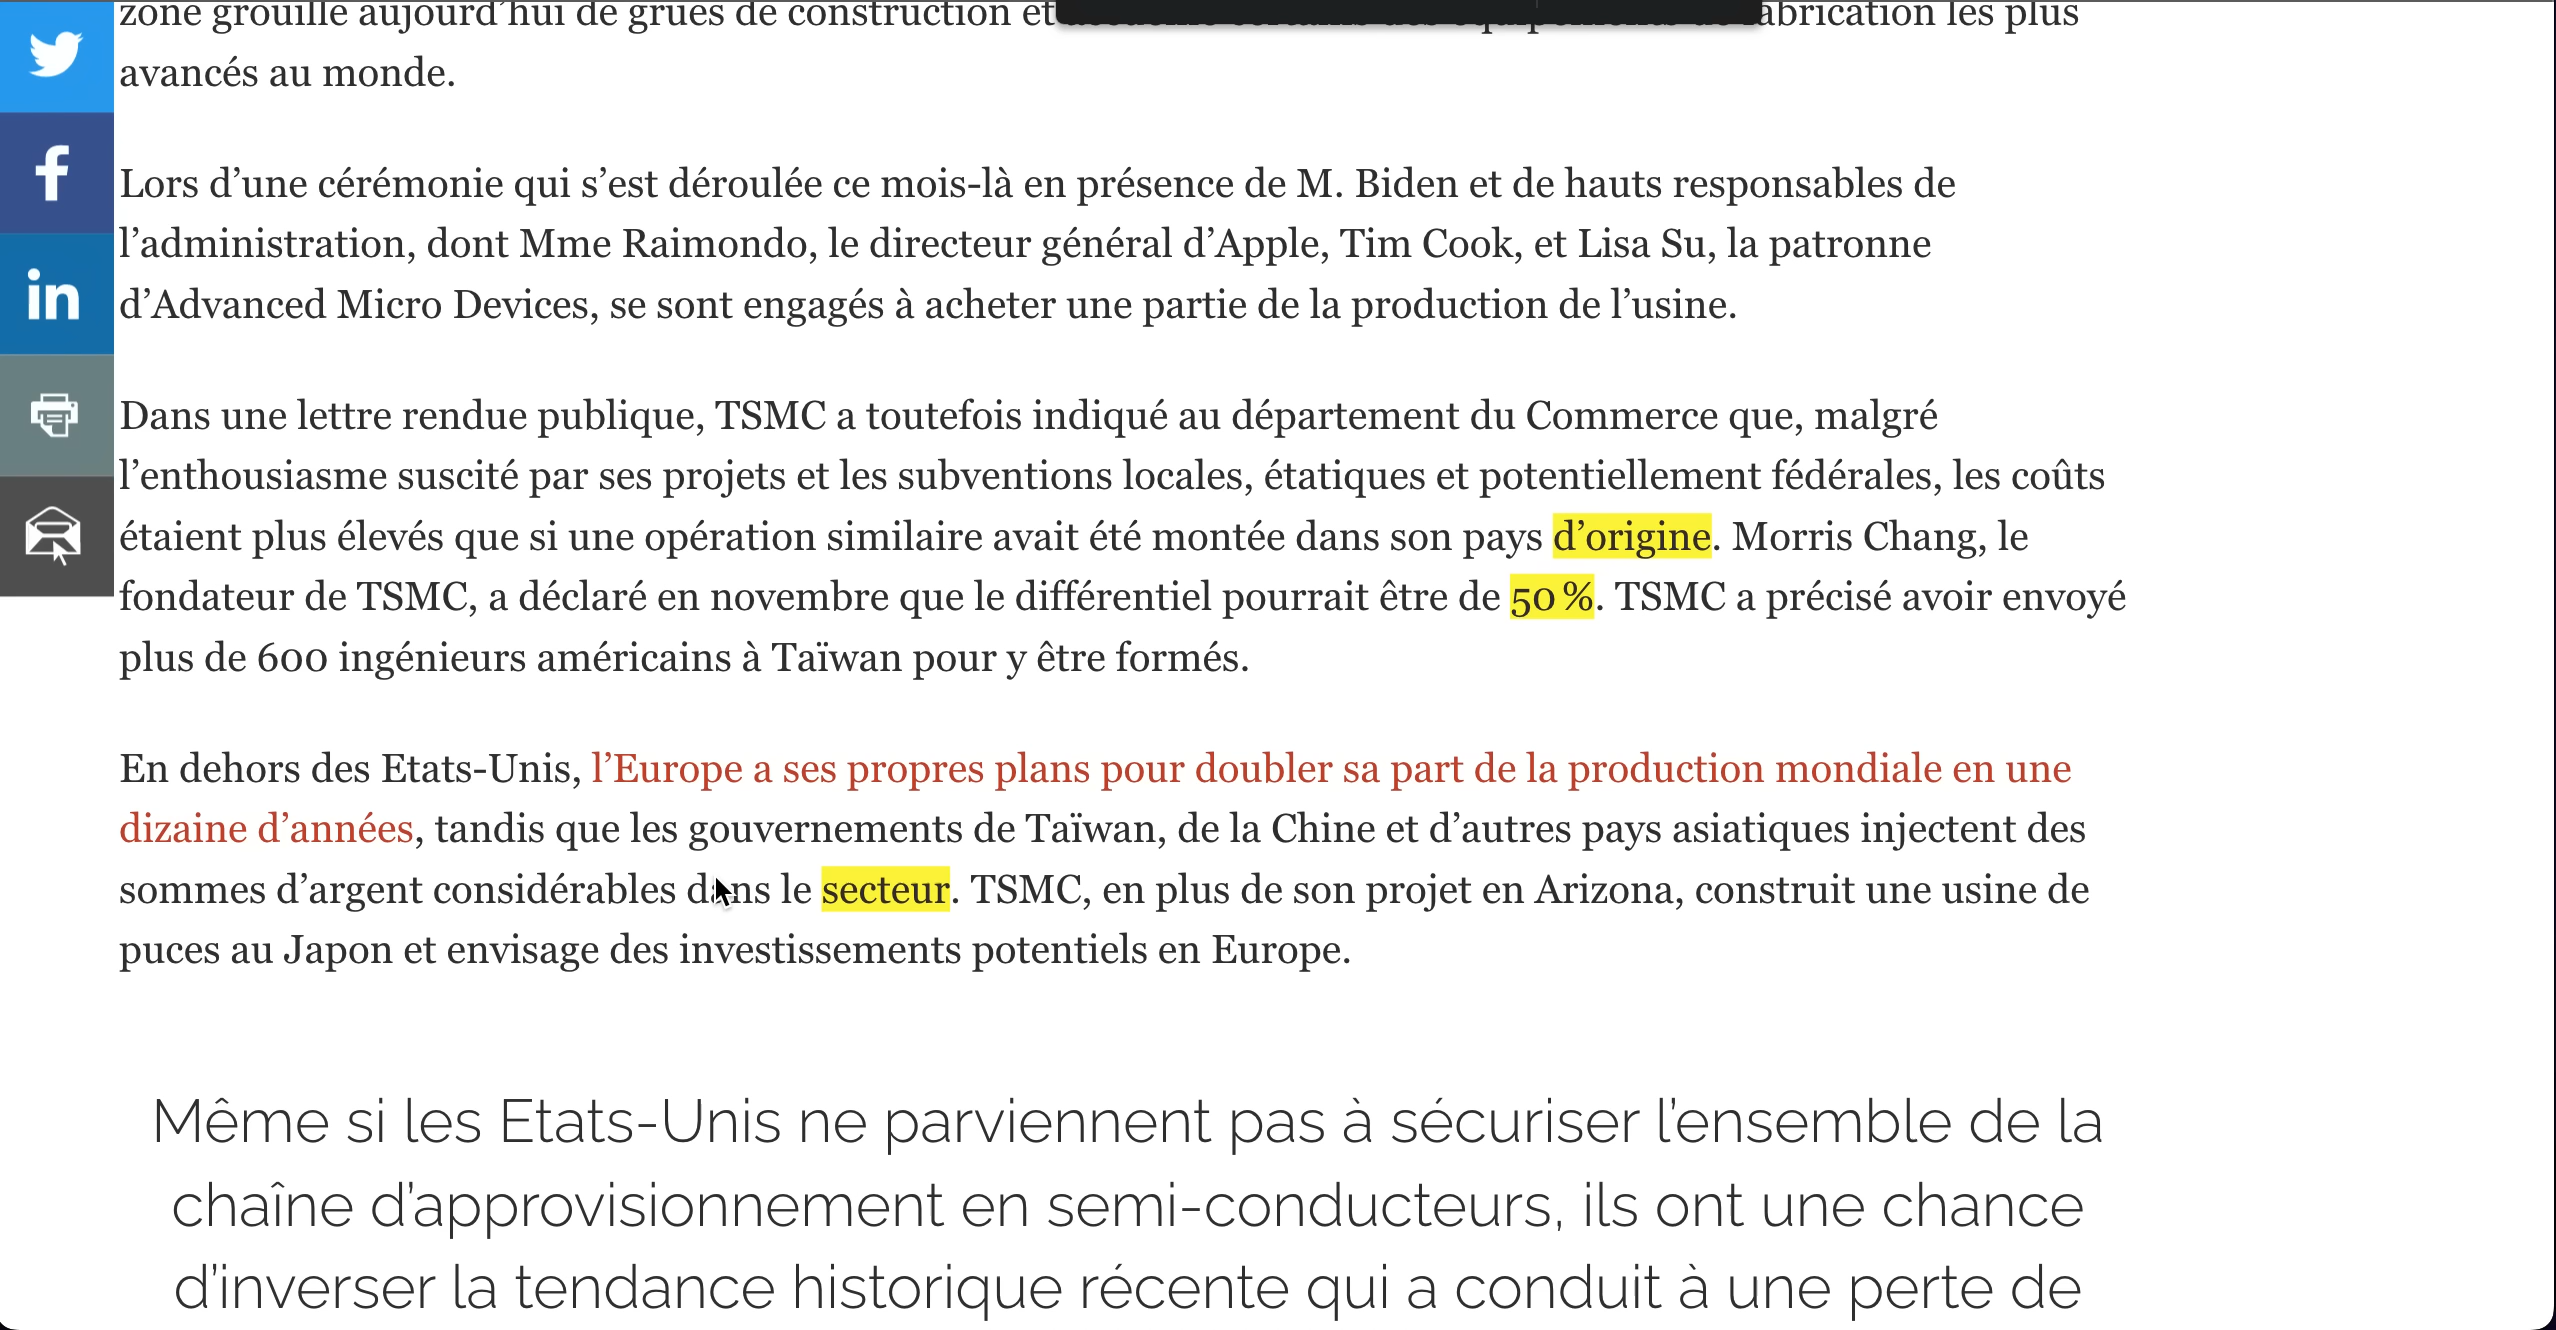 zone grouille aujourd’hui de grues de construction et fabrication les plus
avancés au monde.
Lors d’une cérémonie qui s’est déroulée ce mois-là en présence de M. Biden et de hauts responsables de
l’administration, dont Mme Raimondo, le directeur général d’Apple, Tim Cook, et Lisa Su, la patronne
d’Advanced Micro Devices, se sont engagés à acheter une partie de la production de l’usine.
Dans une lettre rendue publique, TSMC a toutefois indiqué au département du Commerce que, malgré
l’enthousiasme suscité par ses projets et les subventions locales, étatiques et potentiellement fédérales, les coûts
étaient plus élevés que si une opération similaire avait été montée dans son pays d’origine. Morris Chang, le
fondateur de TSMC, a déclaré en novembre que le différentiel pourrait être de 50 %. TSMC a précisé avoir envoyé
plus de 600 ingénieurs américains à Taïwan pour y être formés.
En dehors des Etats-Unis, l’Europe a ses propres plans pour doubler sa part de la production mondiale en une
dizaine d’années, tandis que les gouvernements de Taïwan, de la Chine et d’autres pays asiatiques injectent des
sommes d’argent considérables dans le secteur. TSMC, en plus de son projet en Arizona, construit une usine de
puces au Japon et envisage des investissements potentiels en Europe.
Même si les Etats-Unis ne parviennent pas à sécuriser l’ensemble de la
chaîne d’approvisionnement en semi-conducteurs, ils ont une chance
d’inverser la tendance historique récente qui a conduit à une perte de